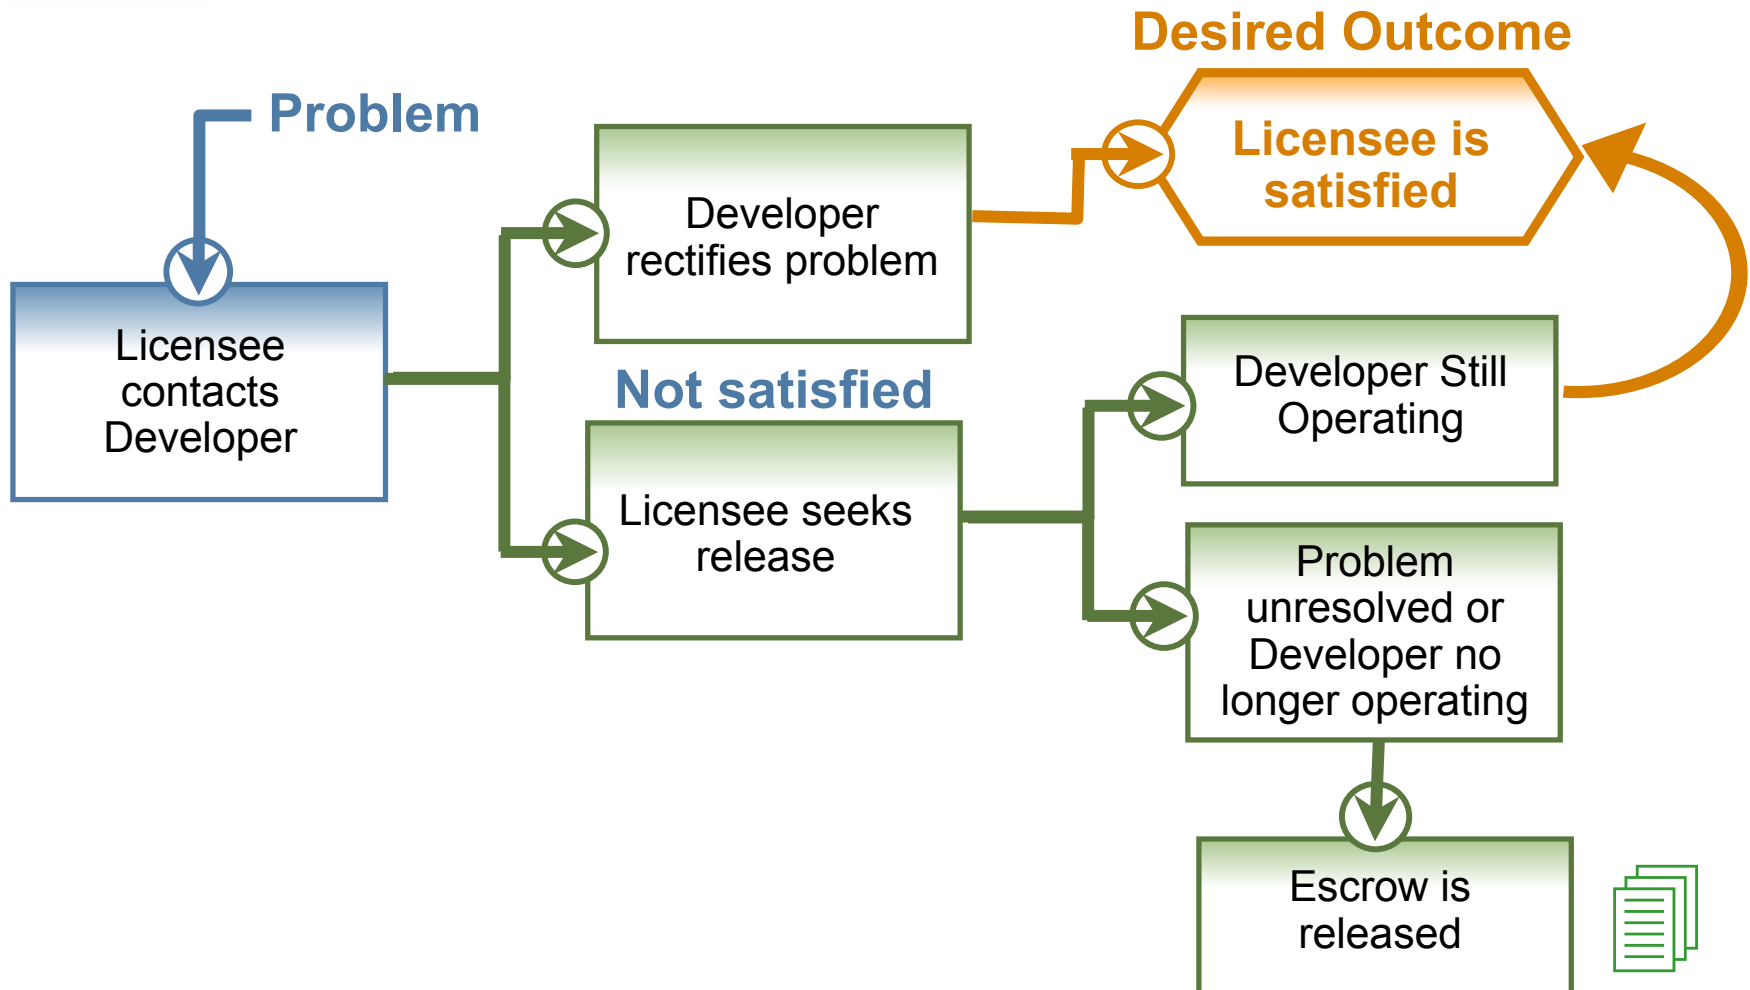 Desired Outcome
Problem
Licensee is
satisfied
Developer
rectifies problem
Licensee
contacts
Developer
Not satisfied
Developer Still
Operating
Licensee seeks
release
Problem
unresolved or
Developer no
longer operating
Escrow is
released